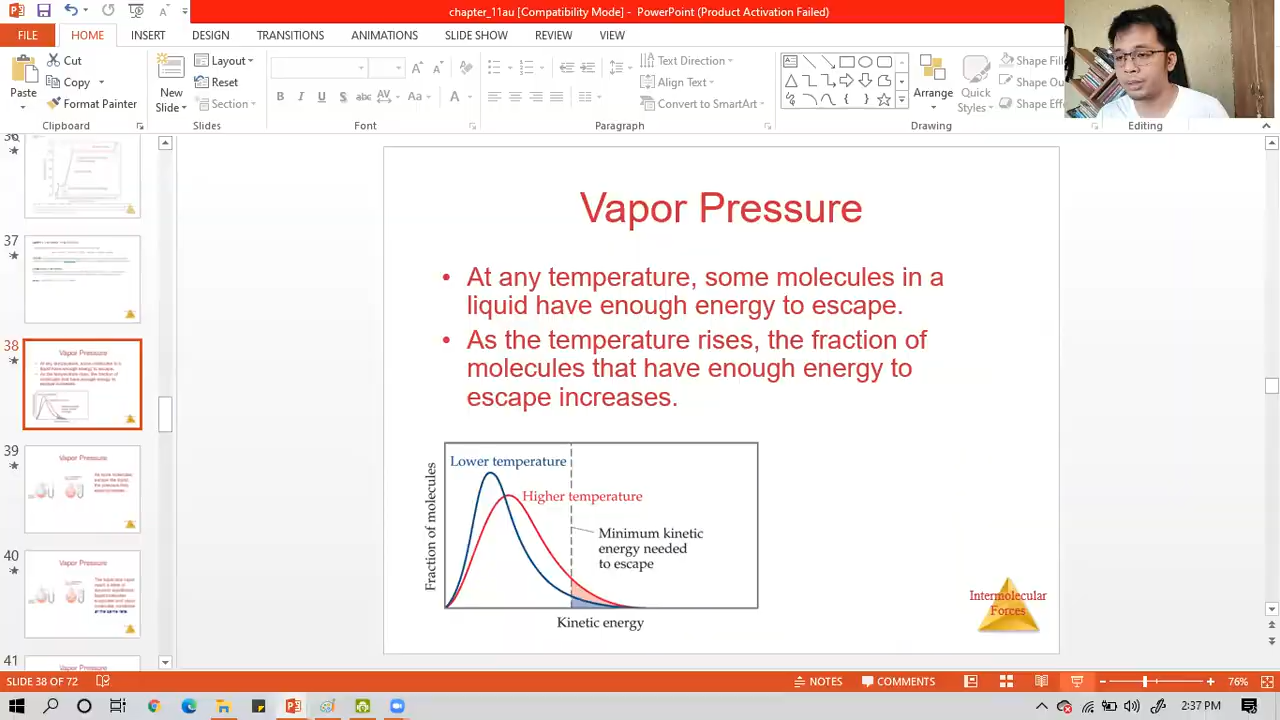 chapter_11au [Compatibility Mode] - PowerPoint (Product Activation Failed)
FILE HOME INSERT DESIGN TRANSITIONS ANIMATIONS SLIDE SHOW REVIEW VIEW
Paste
Cut
Copy
Format Painter
Clipboard
New
Slide
Layout
Reset
Section
Slides
Font
Paragraph
Text Direction
Align Text
Convert to SmartArt
Arrange
Quick
Styles
Shape Fill
Shape Ou
Shape Effe
Drawing
Editing
36
37
38
Vapor Pressure
39
Vapor Pressure
40
Vapor Pressure
41
Vapor Pressure
Vapor Pressure
• At any temperature, some molecules in a
liquid have enough energy to escape.
• As the temperature rises, the fraction of
molecules that have enough energy to
escape increases.
Fraction of molecules
Lower temperature
Higher temperature
Minimum kinetic
energy needed
to escape
Kinetic energy
Intermolecular
Forces
SLIDE 38 OF 72
NOTES COMMENTS 76%
2:37 PM